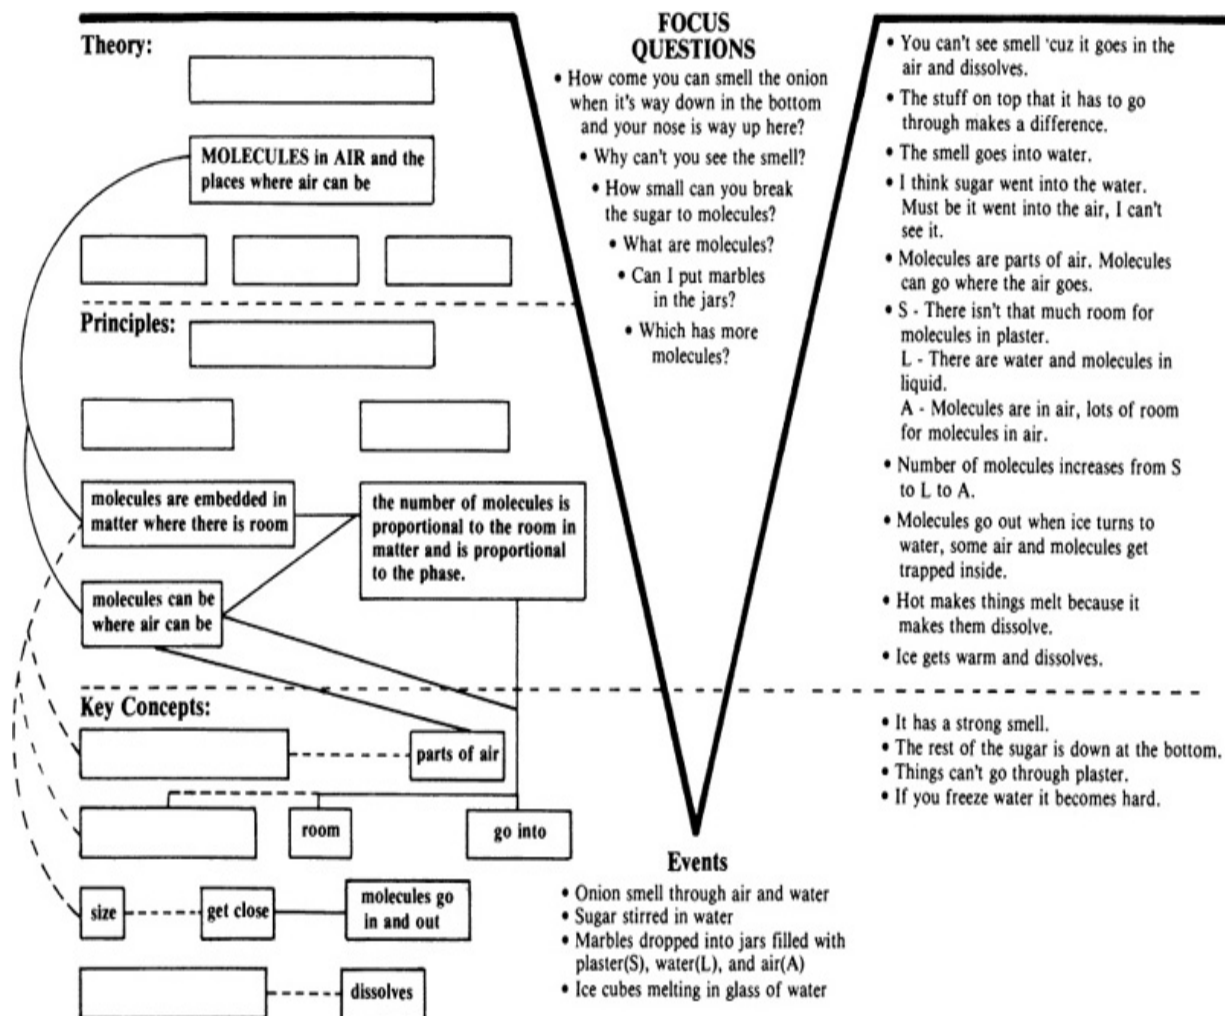 Theory:
MOLECULES in AIR and the
places where air can be
Principles:
molecules are embedded in
matter where there is room
the number of molecules is
proportional to the room in
matter and is proportional
to the phase.
molecules can be
where air can be
Key Concepts:
parts of air
room
go into
size
get close
molecules go
in and out
dissolves
FOCUS
QUESTIONS
• How come you can smell the onion
when it's way down in the bottom
and your nose is way up here?
• Why can't you see the smell?
• How small can you break
the sugar to molecules?
• What are molecules?
• Can I put marbles
in the jars?
• Which has more
molecules?
Events
• Onion smell through air and water
• Sugar stirred in water
• Marbles dropped into jars filled with
plaster(S), water(L), and air(A)
• Ice cubes melting in glass of water
• You can't see smell 'cuz it goes in the
air and dissolves.
• The stuff on top that it has to go
through makes a difference.
• The smell goes into water.
• I think sugar went into the water.
Must be it went into the air, I can't
see it.
• Molecules are parts of air. Molecules
can go where the air goes.
• S - There isn't that much room for
molecules in plaster.
L - There are water and molecules in
liquid.
A - Molecules are in air, lots of room
for molecules in air.
• Number of molecules increases from S
to L to A.
• Molecules go out when ice turns to
water, some air and molecules get
trapped inside.
• Hot makes things melt because it
makes them dissolve.
• Ice gets warm and dissolves.
• It has a strong smell.
• The rest of the sugar is down at the bottom.
• Things can't go through plaster.
• If you freeze water it becomes hard.